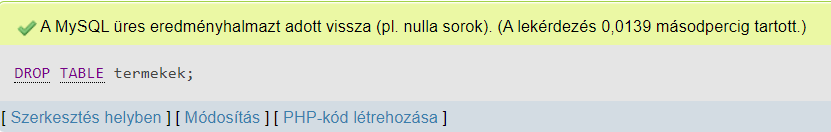 A MySQL üres eredményhalmazt adott vissza (pl. nulla sorok). (A lekérdezés 0,0139 másodpercig tartott.)
DROP TABLE termekek;
[ Szerkesztés helyben ] [ Módosítás ] [ PHP-kód létrehozása ]